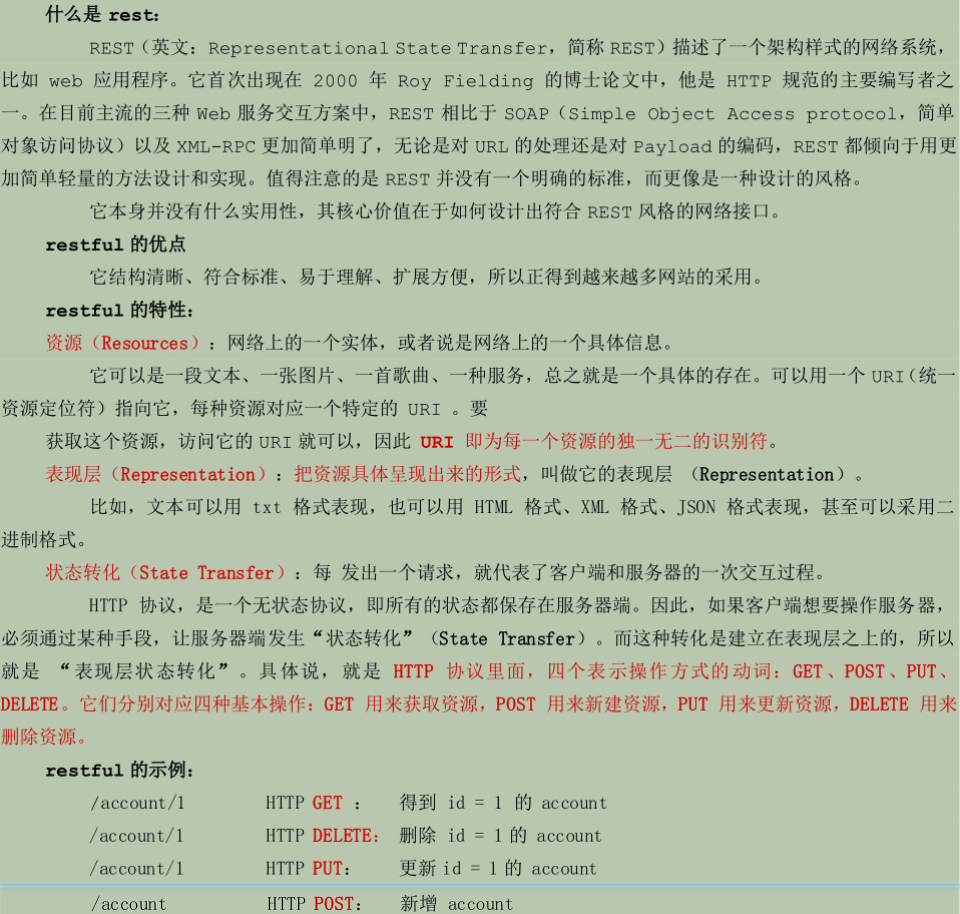 什么是 rest:
REST（英文：Representational State Transfer，简称 REST）描述了一个架构样式的网络系统，
比如 web 应用程序。它首次出现在 2000 年 Roy Fielding 的博士论文中，他是 HTTP 规范的主要编写者之
一。在目前主流的三种 Web 服务交互方案中，REST 相比于 SOAP（Simple Object Access protocol，简单
对象访问协议）以及 XML-RPC 更加简单明了，无论是对 URL 的处理还是对 Payload 的编码，REST 都倾向于用更
加简单轻量的方法设计和实现。值得注意的是 REST 并没有一个明确的标准，而更像是一种设计的风格。
它本身并没有什么实用性，其核心价值在于如何设计出符合 REST 风格的网络接口。
restful 的优点
它结构清晰、符合标准、易于理解、扩展方便，所以正得到越来越多网站的采用。
restful 的特性：
资源（Resources）：网络上的一个实体，或者说是网络上的一个具体信息。
它可以是一段文本、一张图片、一首歌曲、一种服务，总之就是一个具体的存在。可以用一个 URI（统一
资源定位符）指向它，每种资源对应一个特定的 URI 。要
获取这个资源，访问它的 URI 就可以，因此 URI 即为每一个资源的独一无二的识别符。
表现层（Representation）：把资源具体呈现出来的形式，叫做它的表现层 （Representation）。
比如，文本可以用 txt 格式表现，也可以用 HTML 格式、XML 格式、JSON 格式表现，甚至可以采用二
进制格式。
状态转化（State Transfer）：每 发出一个请求，就代表了客户端和服务器的一次交互过程。
HTTP 协议，是一个无状态协议，即所有的状态都保存在服务器端。因此，如果客户端想要操作服务器，
必须通过某种手段，让服务器端发生“状态转化”（State Transfer）。而这种转化是建立在表现层之上的，所以
就是 “表现层状态转化”。具体说，就是 HTTP 协议里面，四个表示操作方式的动词：GET、POST、PUT、
DELETE。它们分别对应四种基本操作：GET 用来获取资源，POST 用来新建资源，PUT 用来更新资源，DELETE 用来
删除资源。
restful 的示例：
/account/1 HTTP GET ： 得到 id = 1 的 account
/account/1 HTTP DELETE： 删除 id = 1 的 account
/account/1 HTTP PUT： 更新 id = 1 的 account
/account HTTP POST： 新增 account